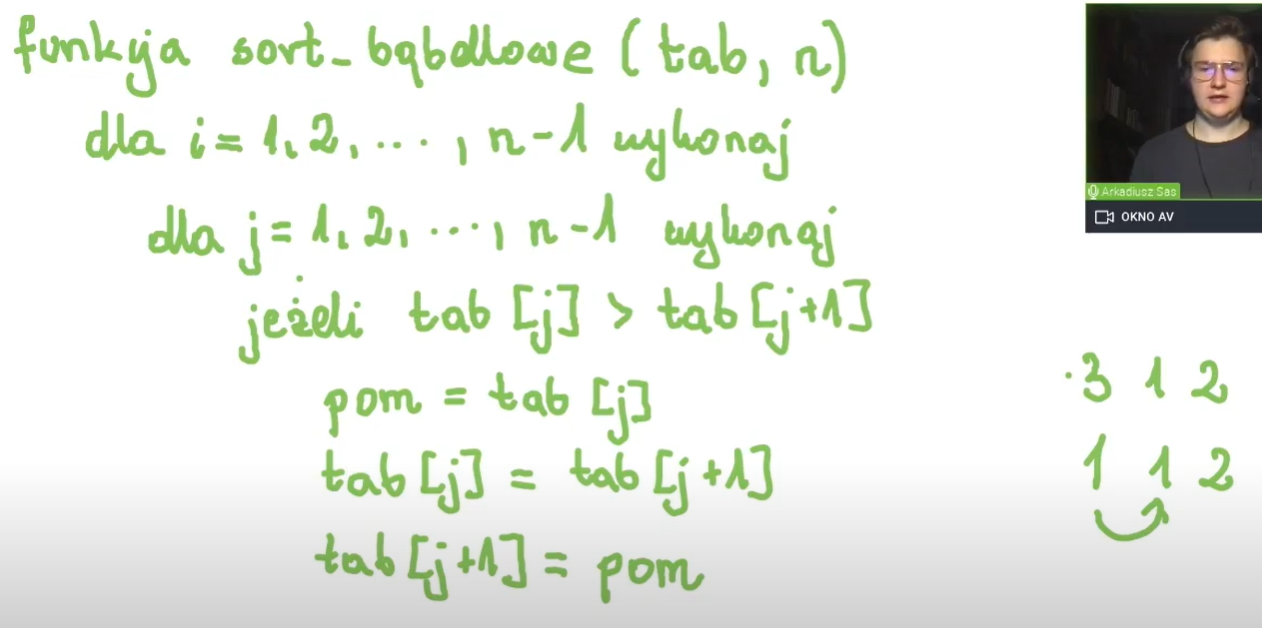 funkcja sort_bąbelowe (tab, n)
dla i = 1, 2, ..., n-1 wykonaj
dla j = 1, 2, ..., n-1 wykonaj
jeżeli tab [j] > tab [j+1]
pom = tab [j]
tab [j] = tab [j+1]
tab [j+1] = pom
3 1 2
1 1 2
Arkadiusz Sas
OKNO AV